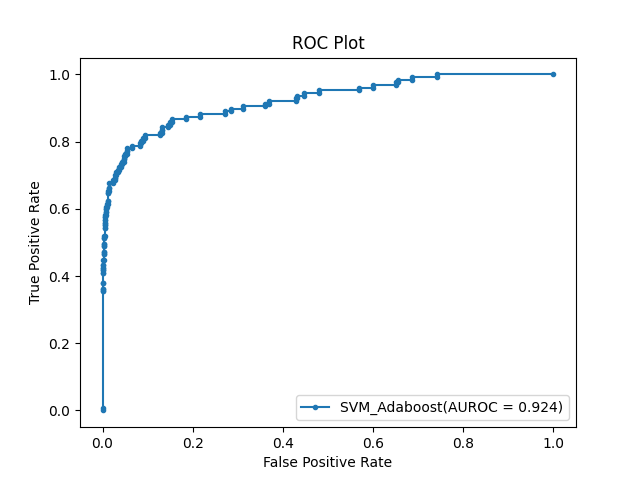 ROC Plot
True Positive Rate
1.0
0.8
0.6
0.4
0.2
0.0
SVM_Adaboost(AUROC = 0.924)
0.0 0.2 0.4 0.6 0.8 1.0
False Positive Rate